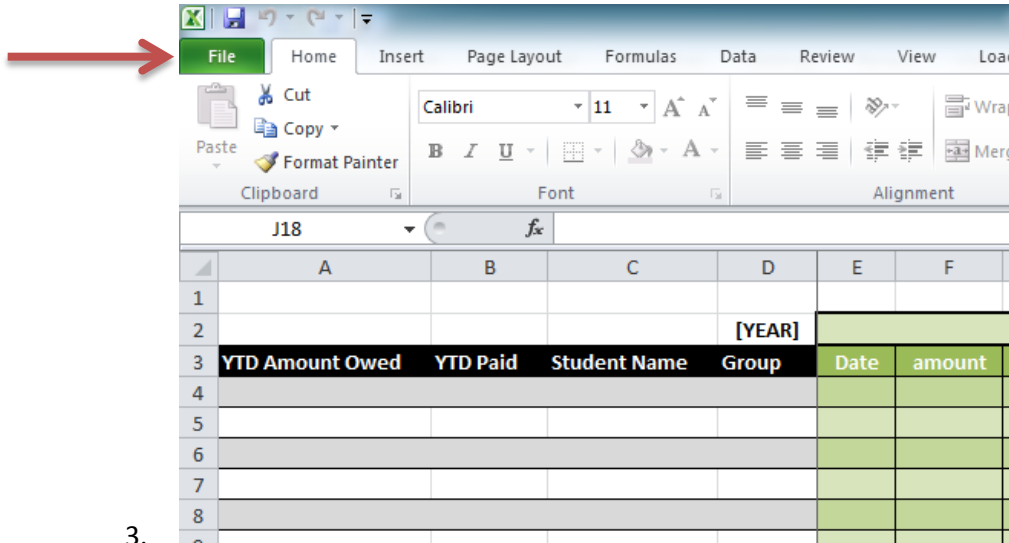 File Home Insert Page Layout Formulas Data Review View
Cut
Copy
Paste
Format Painter
Calibri 11 A A
B I U A
Clipboard Font Alignment
J18 fx
A B C D E F
1
2 [YEAR]
3 YTD Amount Owed YTD Paid Student Name Group Date amount
4
5
6
7
8
3.